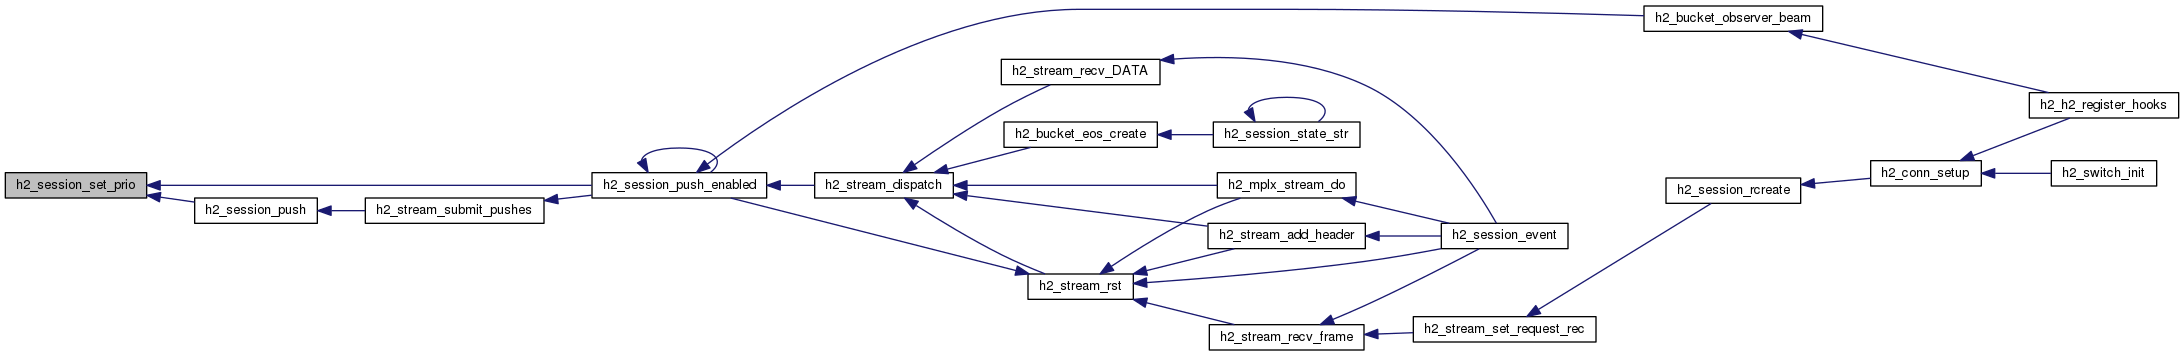 h2_session_set_prio
h2_session_push
h2_stream_submit_pushes
h2_session_push_enabled
h2_stream_dispatch
h2_stream_recv_DATA
h2_bucket_eos_create
h2_session_state_str
h2_mplx_stream_do
h2_stream_add_header
h2_stream_rst
h2_stream_recv_frame
h2_session_event
h2_stream_set_request_rec
h2_bucket_observer_beam
h2_session_rcreate
h2_conn_setup
h2_h2_register_hooks
h2_switch_init